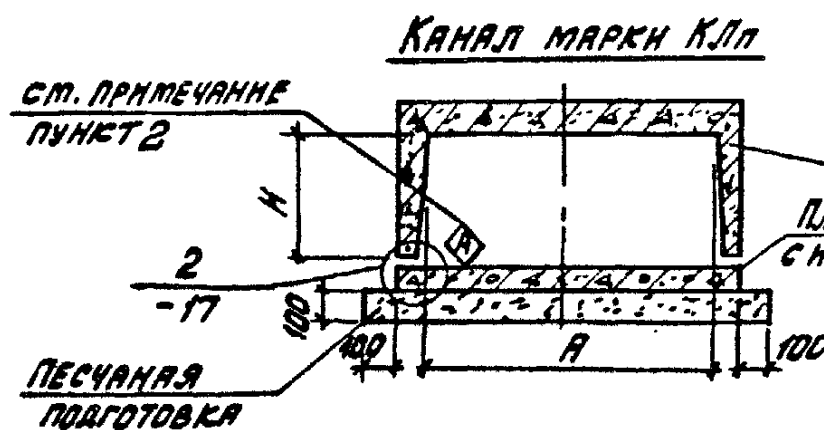 КАНАЛ МАРКИ КЛп
СМ. ПРИМЕЧАНИЕ
ПУНКТ 2
Н
А
2
-17
100
100
А
100
ПЕСЧАНАЯ
ПОДГОТОВКА